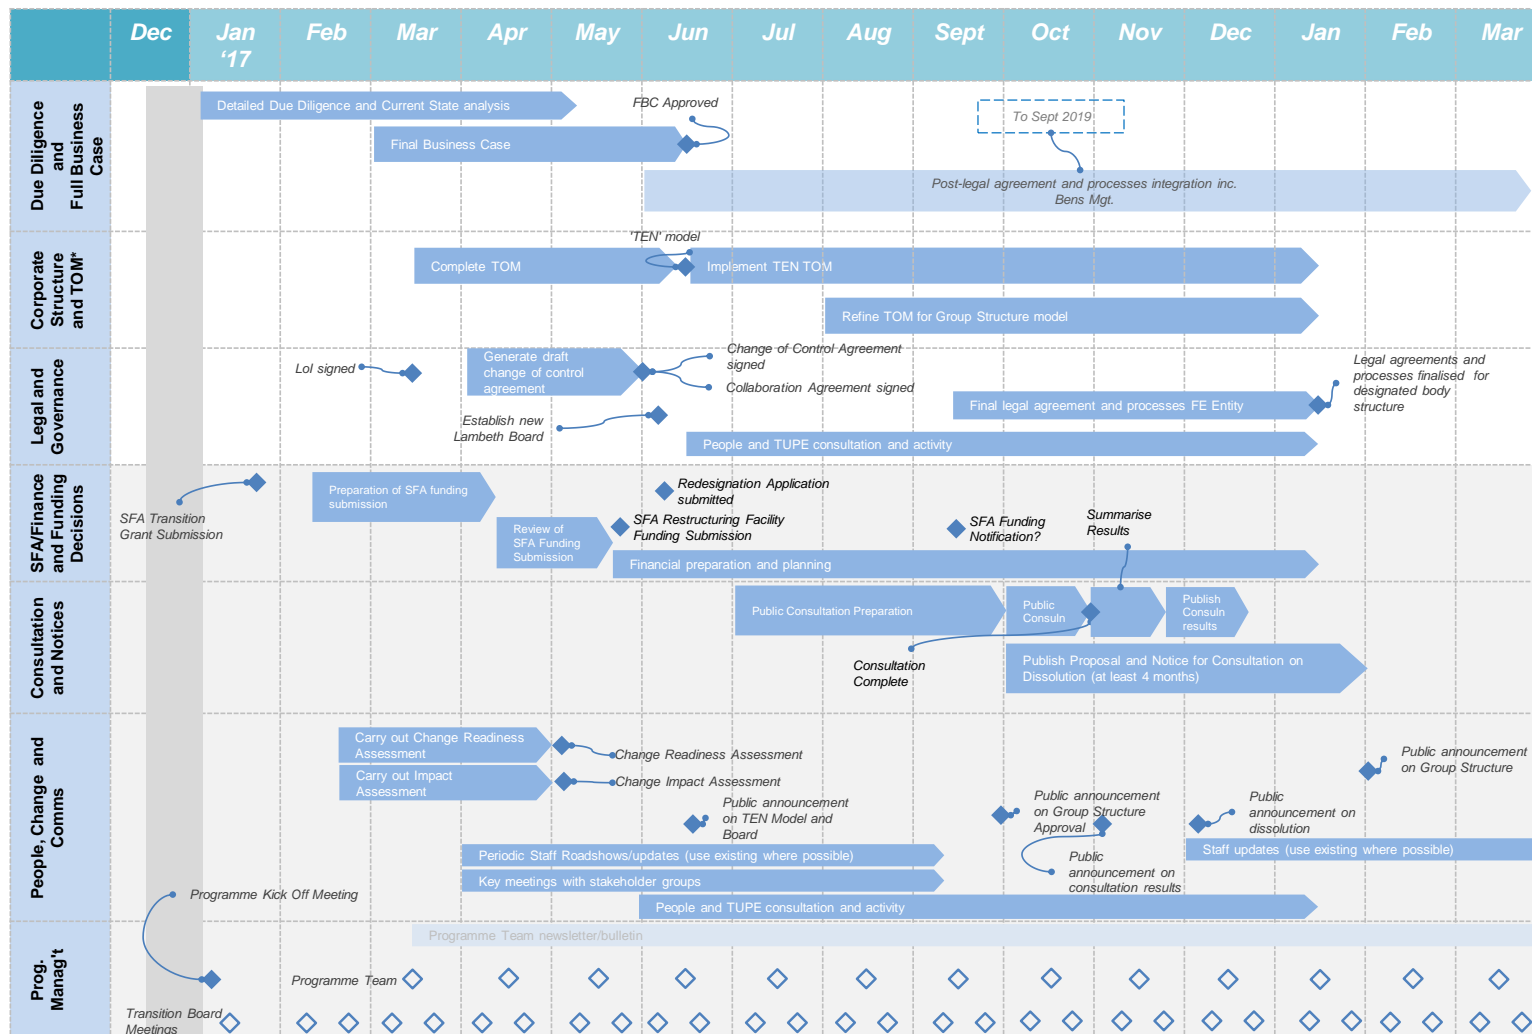 Dec
Jan
‘17
Feb
Mar
Apr
May
Jun
Jul
Aug
Sept
Oct
Nov
Dec
Jan
Feb
Mar
Due Diligence
and
Full Business
Case
Detailed Due Diligence and Current State analysis
FBC Approved
Final Business Case
To Sept 2019
Post-legal agreement and processes integration inc.
Bens Mgt.
Corporate
Structure
and TOM*
'TEN' model
Complete TOM
Implement TEN TOM
Refine TOM for Group Structure model
Legal and
Governance
LoI signed
Generate draft
change of control
agreement
Change of Control Agreement
signed
Collaboration Agreement signed
Establish new
Lambeth Board
Final legal agreement and processes FE Entity
Legal agreements and
processes finalised for
designated body
structure
People and TUPE consultation and activity
SFA/Finance
and Funding
Decisions
SFA Transition
Grant Submission
Preparation of SFA funding
submission
Review of
SFA Funding
Submission
Redesignation Application
submitted
SFA Restructuring Facility
Funding Submission
SFA Funding
Notification?
Summarise
Results
Financial preparation and planning
Consultation
and Notices
Public Consultation Preparation
Public
Consuln
Publish
Consuln
results
Consultation
Complete
Publish Proposal and Notice for Consultation on
Dissolution (at least 4 months)
People, Change and
Comms
Carry out Change Readiness
Assessment
Change Readiness Assessment
Carry out Impact
Assessment
Change Impact Assessment
Public announcement
on TEN Model and
Board
Public announcement
on Group Structure
Approval
Public
announcement on
dissolution
Public announcement
on Group Structure
Public
announcement on
consultation results
Periodic Staff Roadshows/updates (use existing where possible)
Staff updates (use existing where possible)
Key meetings with stakeholder groups
People and TUPE consultation and activity
Programme Kick Off Meeting
Prog.
Manag't
Programme Team newsletter/bulletin
Programme Team
Transition Board
Meetings